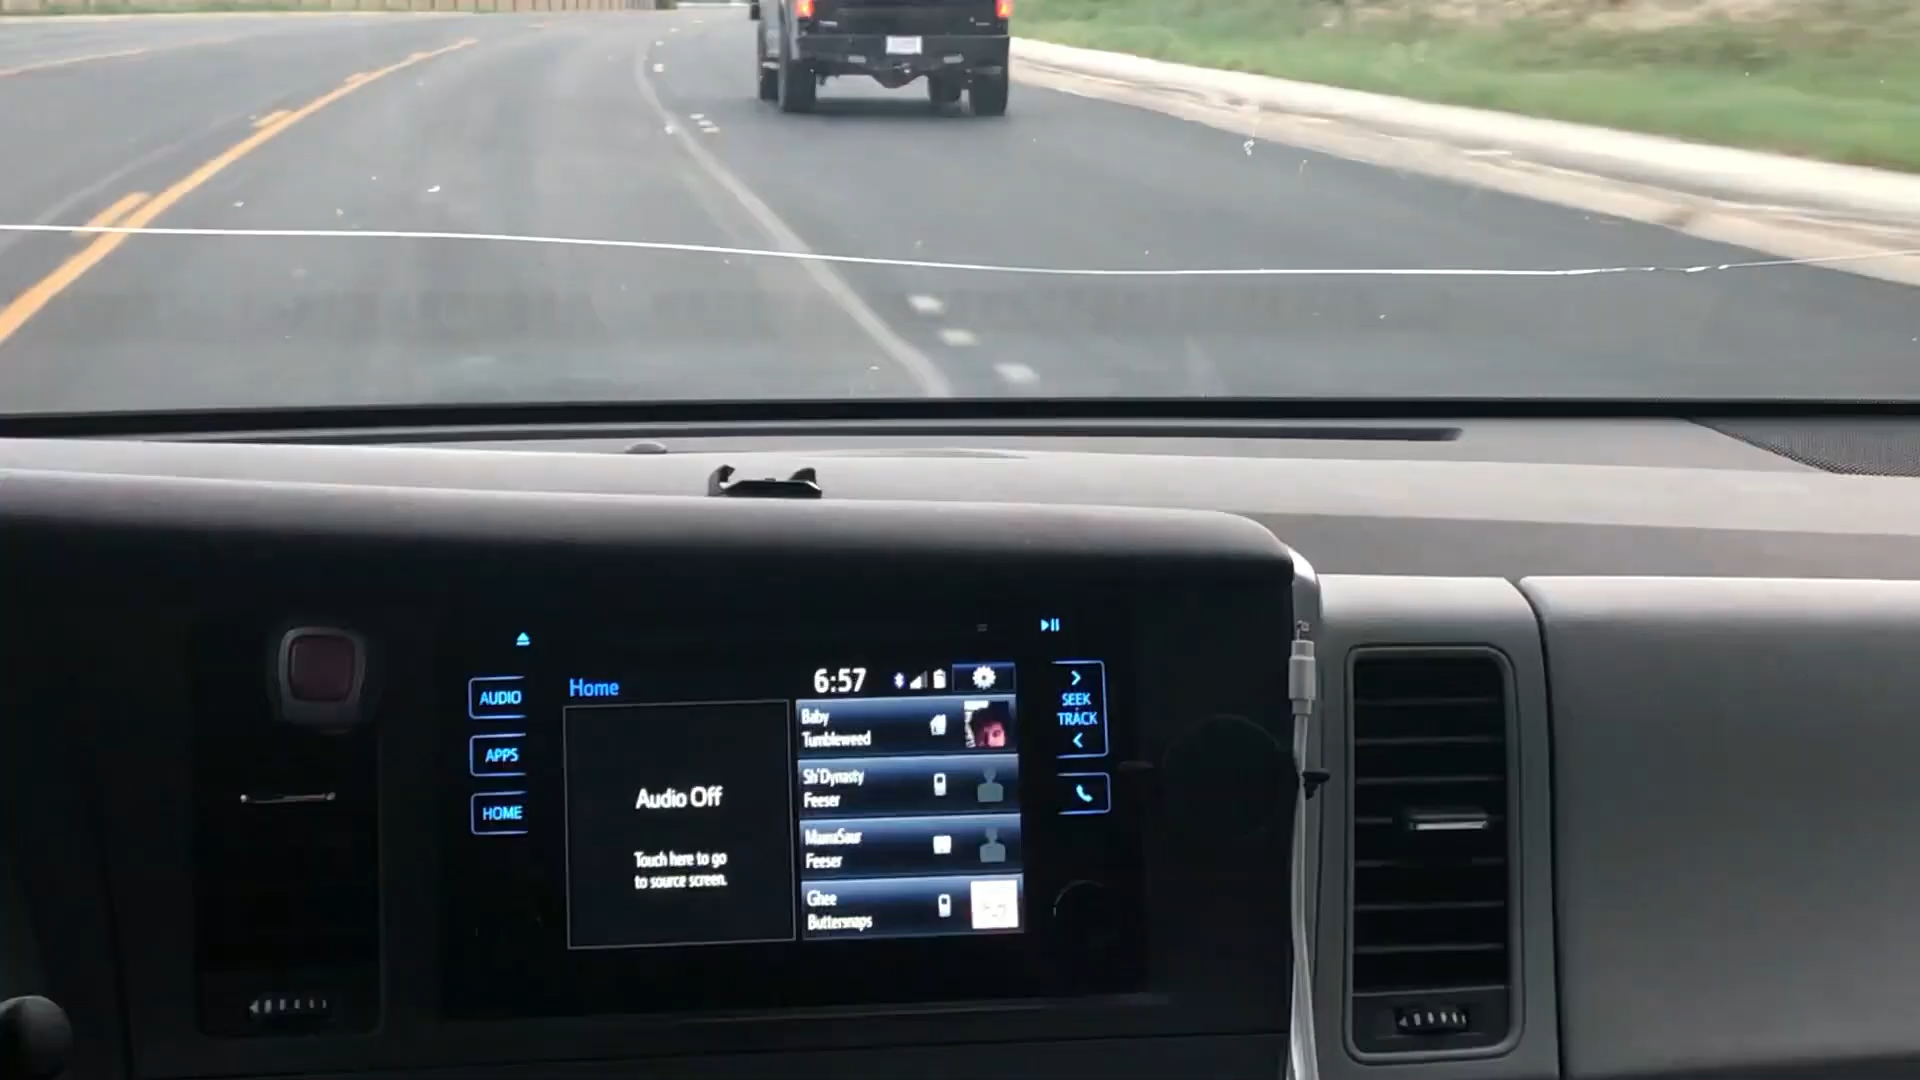 AUDIO
APPS
HOME
Home
6:57
Audio Off
Touch here to go
to source screen.
Baby
Tumbleweed
Sh'Dynasty
Feeser
MamaSaur
Feeser
Ghee
Buttersnaps
SEEK
TRACK